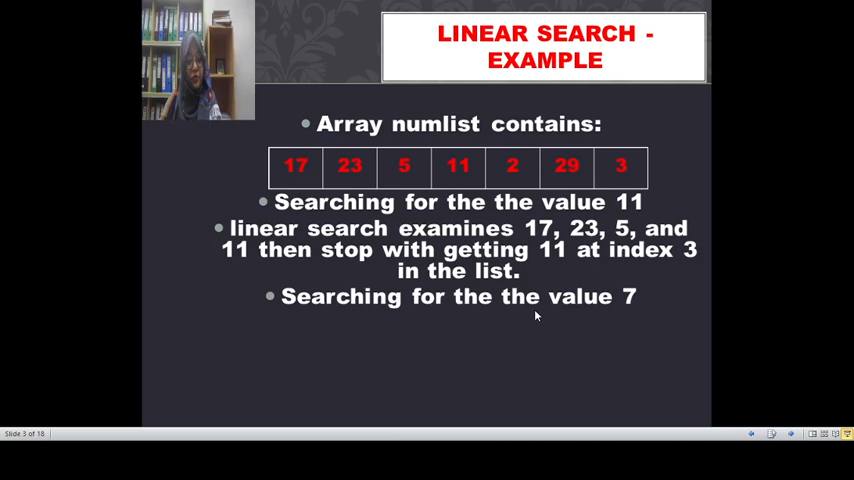 LINEAR SEARCH -
EXAMPLE
Array numlist contains:
17 23 5 11 2 29 3
Searching for the the value 11
linear search examines 17, 23, 5, and
11 then stop with getting 11 at index 3
in the list.
Searching for the the value 7
Slide 3 of 18